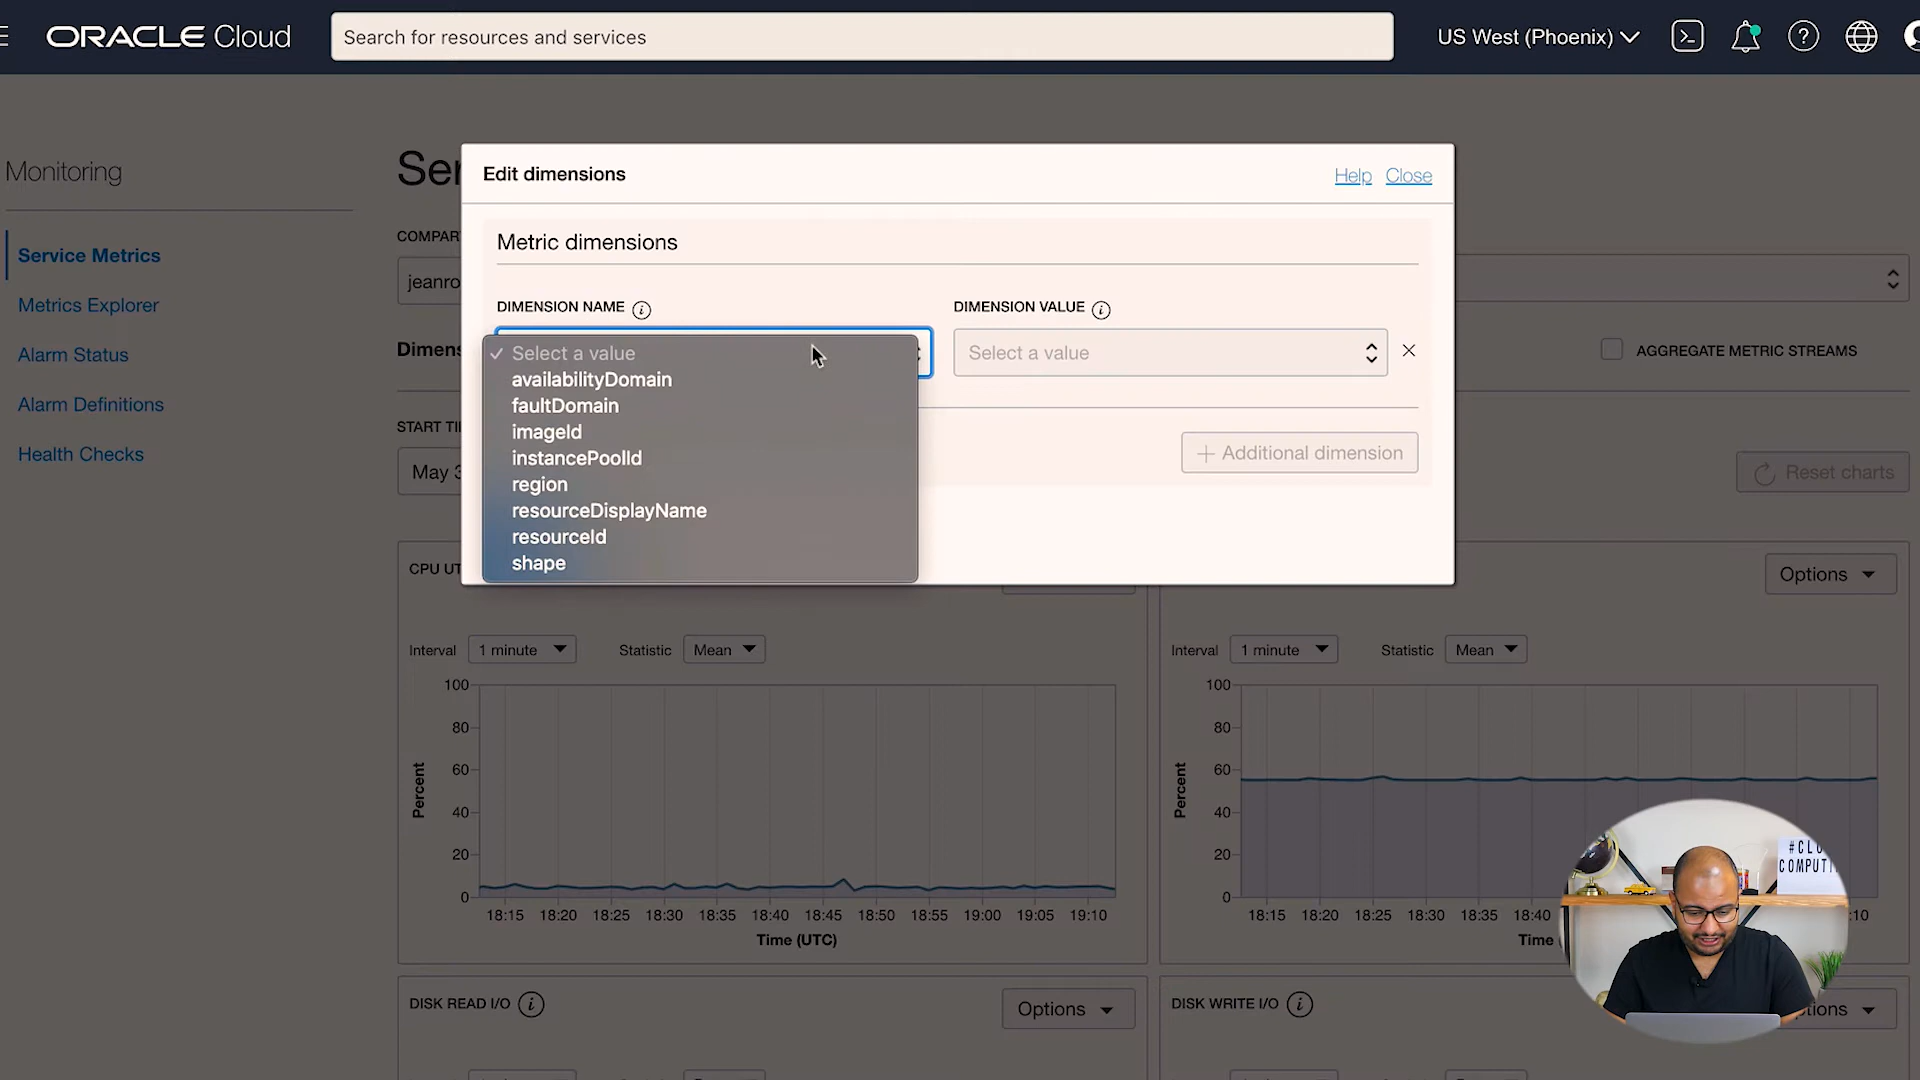 ORACLE Cloud
Search for resources and services
US West (Phoenix)
Monitoring
Service Metrics
Metrics Explorer
Alarm Status
Alarm Definitions
Health Checks
Ser
COMPAR
jeanro
Dimens
AGGREGATE METRIC STREAMS
START TI
May 3
Reset charts
Edit dimensions
Help
Close
Metric dimensions
DIMENSION NAME
DIMENSION VALUE
Select a value
availabilityDomain
faultDomain
imageId
instancePoolId
region
resourceDisplayName
resourceId
shape
Select a value
+ Additional dimension
CPU UT
Interval 1 minute Statistic Mean
100
80
60
40
20
0
Percent
18:15 18:20 18:25 18:30 18:35 18:40 18:45 18:50 18:55 19:00 19:05 19:10
Time (UTC)
Options
Interval 1 minute Statistic Mean
100
80
60
40
20
0
Percent
18:15 18:20 18:25 18:30 18:35 18:40 :10
Time
DISK READ I/O
Options
DISK WRITE I/O
tions
#CLO
COMPUTI